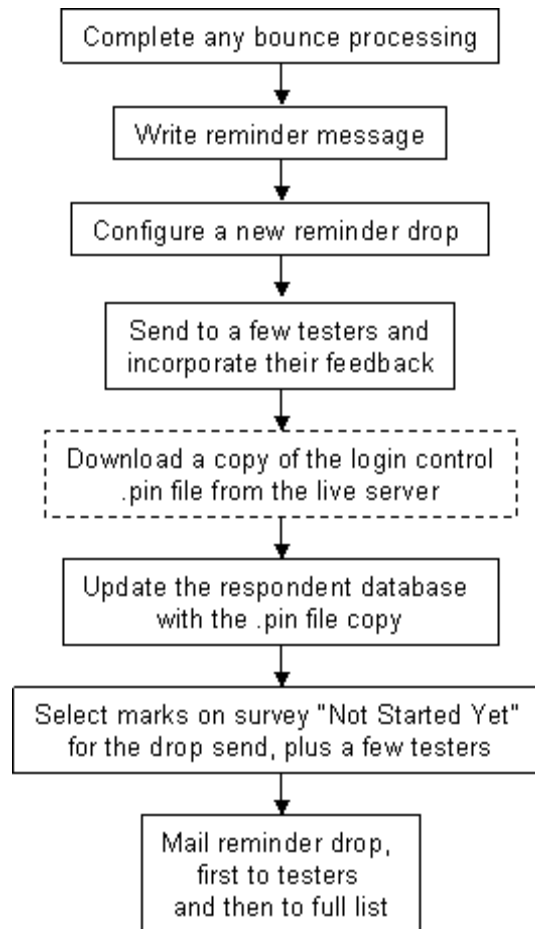 Complete any bounce processing
Write reminder message
Configure a new reminder drop
Send to a few testers and
incorporate their feedback
Download a copy of the login control
.pin file from the live server
Update the respondent database
with the .pin file copy
Select marks on survey "Not Started Yet"
for the drop send, plus a few testers
Mail reminder drop,
first to testers
and then to full list